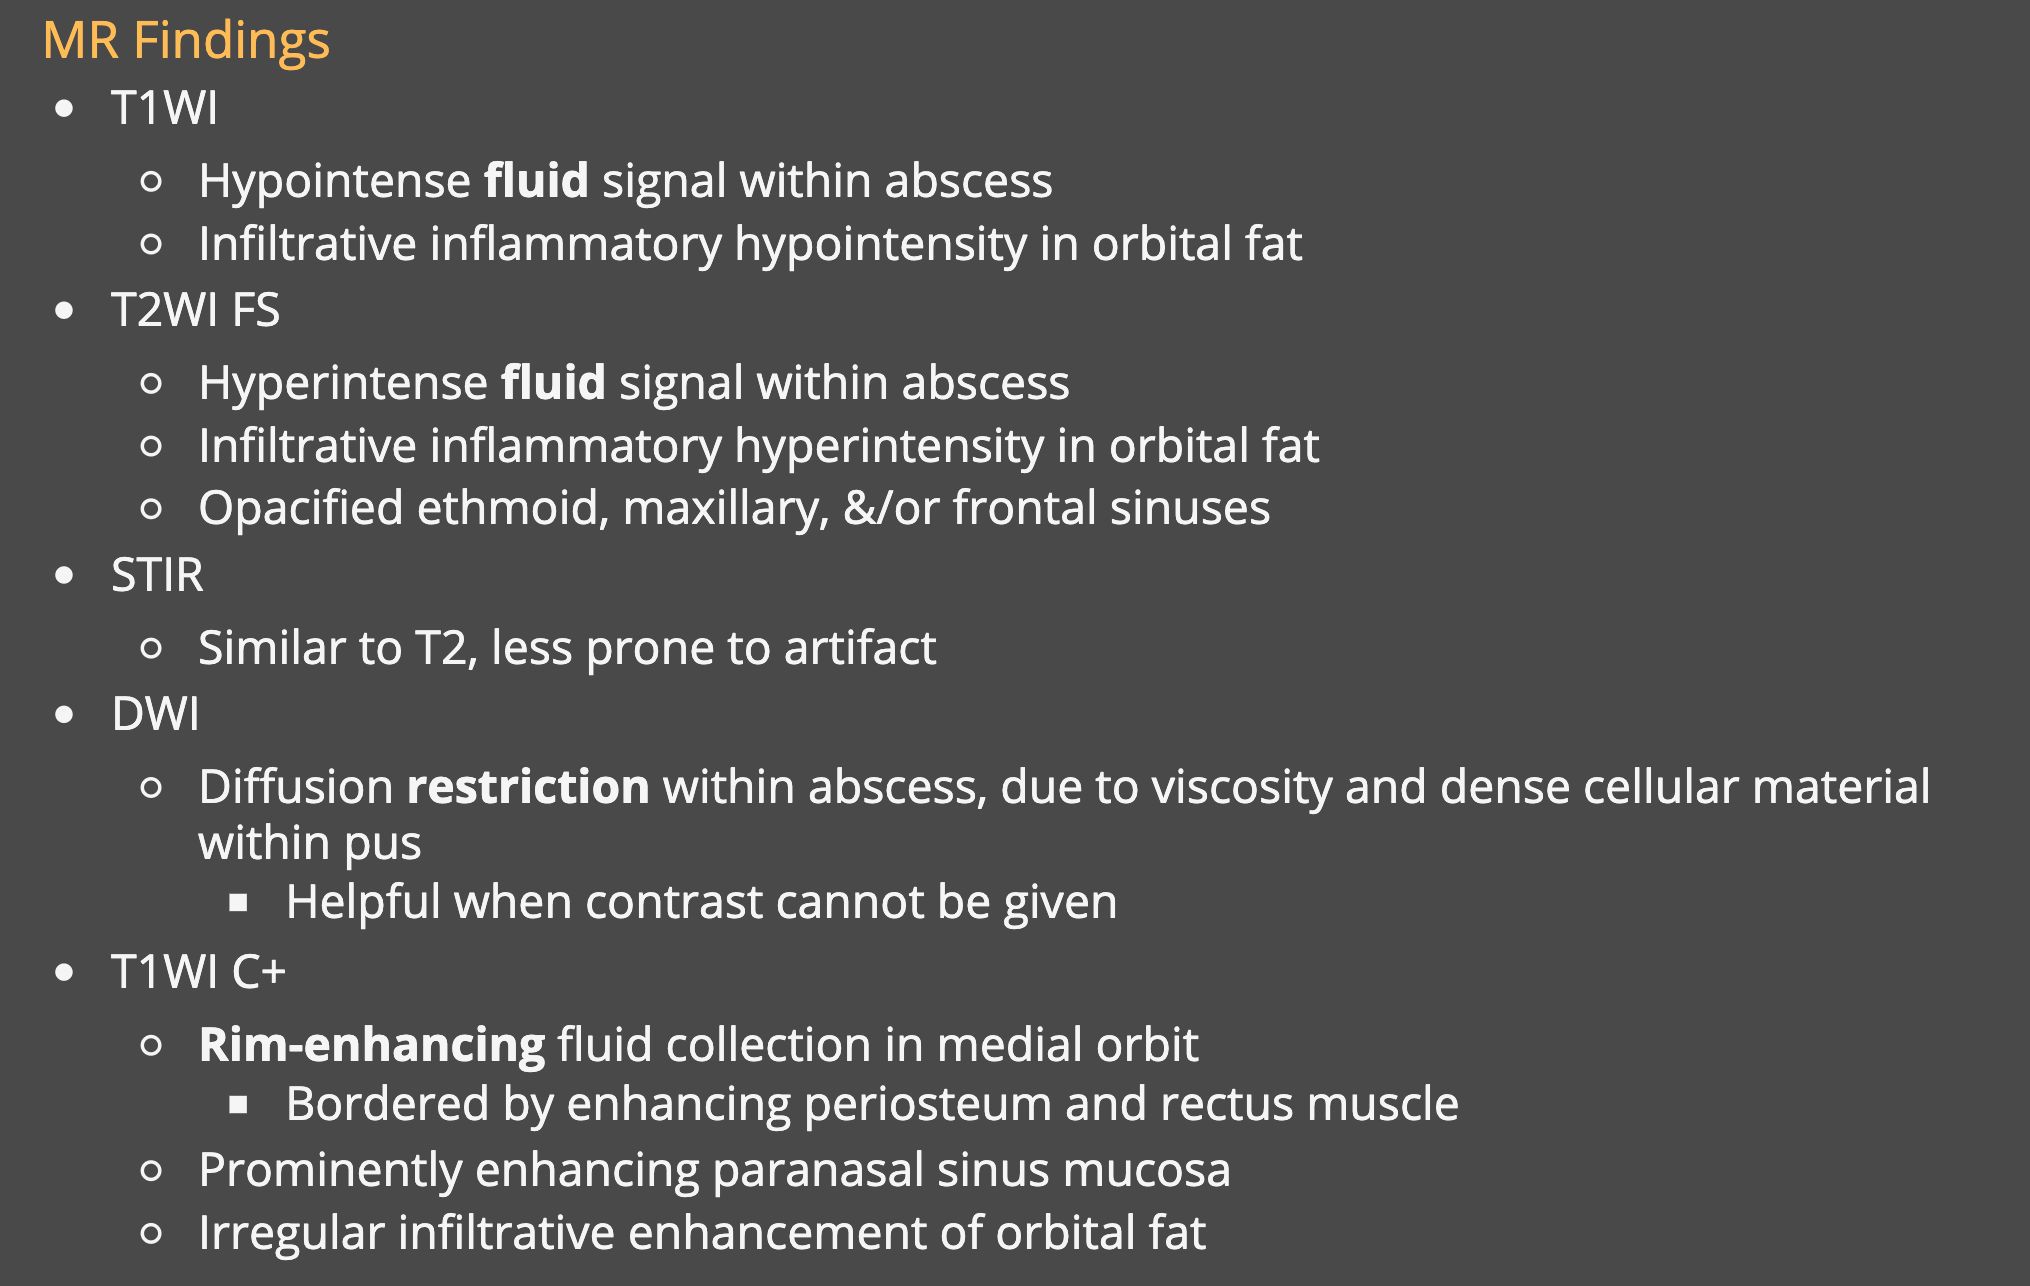 MR Findings
• T1WI
○ Hypointense fluid signal within abscess
○ Infiltrative inflammatory hypointensity in orbital fat
• T2WI FS
○ Hyperintense fluid signal within abscess
○ Infiltrative inflammatory hyperintensity in orbital fat
○ Opacified ethmoid, maxillary, &/or frontal sinuses
• STIR
○ Similar to T2, less prone to artifact
• DWI
○ Diffusion restriction within abscess, due to viscosity and dense cellular material
within pus
▪ Helpful when contrast cannot be given
• T1WI C+
○ Rim-enhancing fluid collection in medial orbit
▪ Bordered by enhancing periosteum and rectus muscle
○ Prominently enhancing paranasal sinus mucosa
○ Irregular infiltrative enhancement of orbital fat